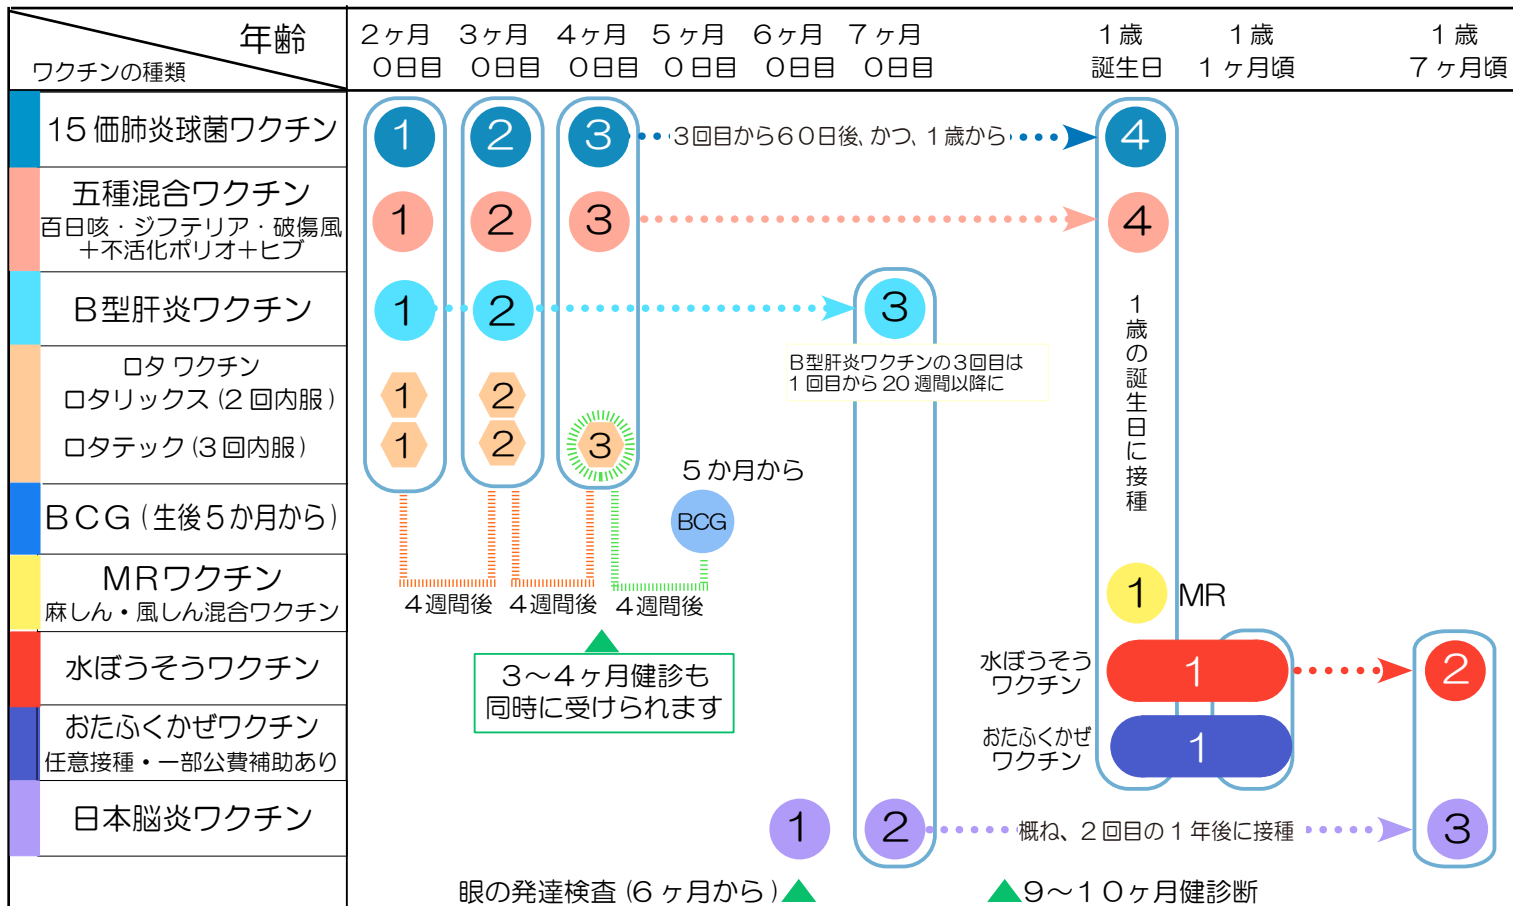 年齢
ワクチンの種類
2ヶ月 3ヶ月 4ヶ月 5ヶ月 6ヶ月 7ヶ月 1歳 1歳 1歳
0日目 0日目 0日目 0日目 0日目 0日目 誕生日 1ヶ月頃 7ヶ月頃
15価肺炎球菌ワクチン
1 2 3 3回目から60日後、かつ、1歳から 4
五種混合ワクチン
百日咳・ジフテリア・破傷風
＋不活化ポリオ＋ヒブ
1 2 3 4
B型肝炎ワクチン
1 2 3
B型肝炎ワクチンの3回目は
1回目から20週間以降に
1歳の誕生日に接種
ロタ ワクチン
ロタリックス(2回内服)
1 2
ロタテック(3回内服)
1 2 3
5か月から
BCG(生後5か月から)
BCG
MRワクチン
麻しん・風しん混合ワクチン
4週間後 4週間後 4週間後
1 MR
3〜4ヶ月健診も
同時に受けられます
水ぼうそうワクチン
水ぼうそう
ワクチン
1 2
おたふくかぜワクチン
任意接種・一部公費補助あり
おたふくかぜ
ワクチン
1
日本脳炎ワクチン
1 2 概ね、2回目の1年後に接種 3
眼の発達検査(6ヶ月から)
9〜10ヶ月健診断